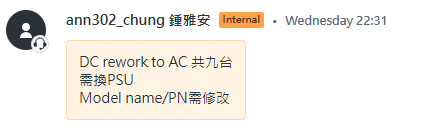 ann302_chung 鍾雅安 Internal • Wednesday 22:31
DC rework to AC 共九台
需換PSU
Model name/PN需修改